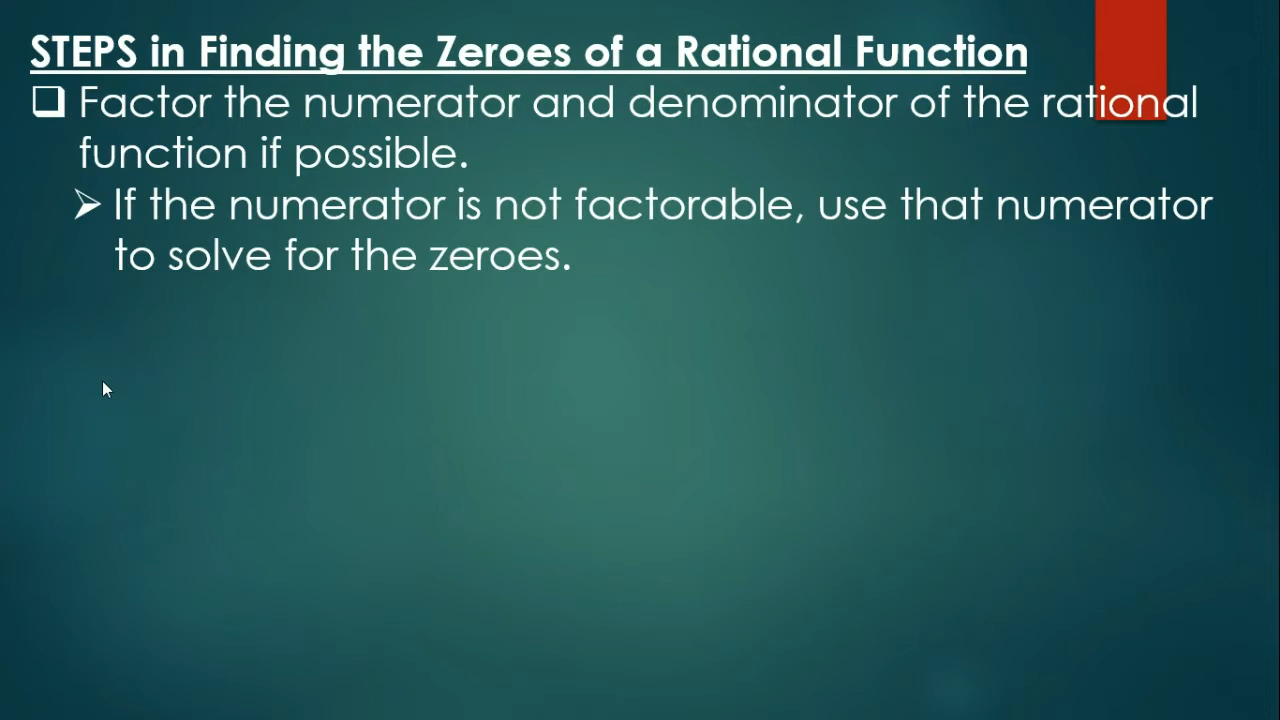 STEPS in Finding the Zeroes of a Rational Function
❑ Factor the numerator and denominator of the rational
function if possible.
➢ If the numerator is not factorable, use that numerator
to solve for the zeroes.